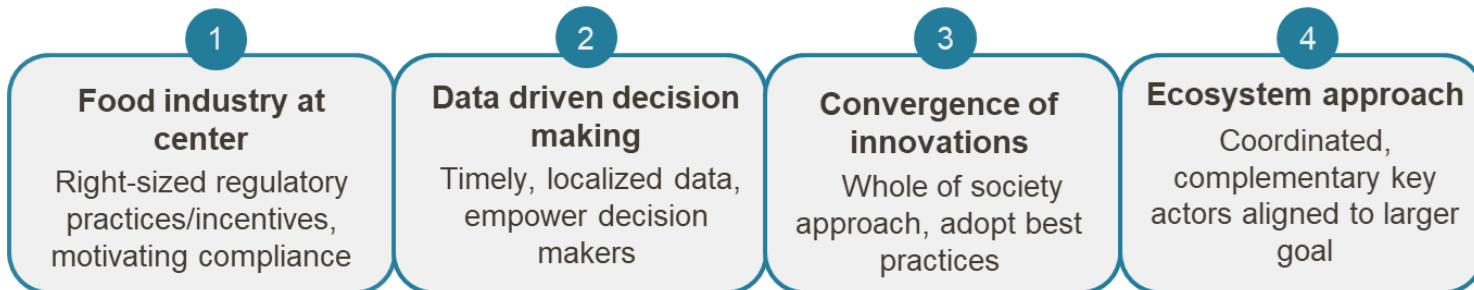 1
Food industry at
center
Right-sized regulatory
practices/incentives,
motivating compliance
2
Data driven decision
making
Timely, localized data,
empower decision
makers
3
Convergence of
innovations
Whole of society
approach, adopt best
practices
4
Ecosystem approach
Coordinated,
complementary key
actors aligned to larger
goal